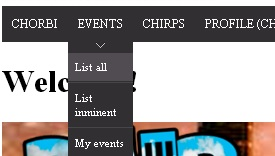 CHORBI EVENTS CHIRPS PROFILE (CH
List all
Welc !
List
imminent
My events